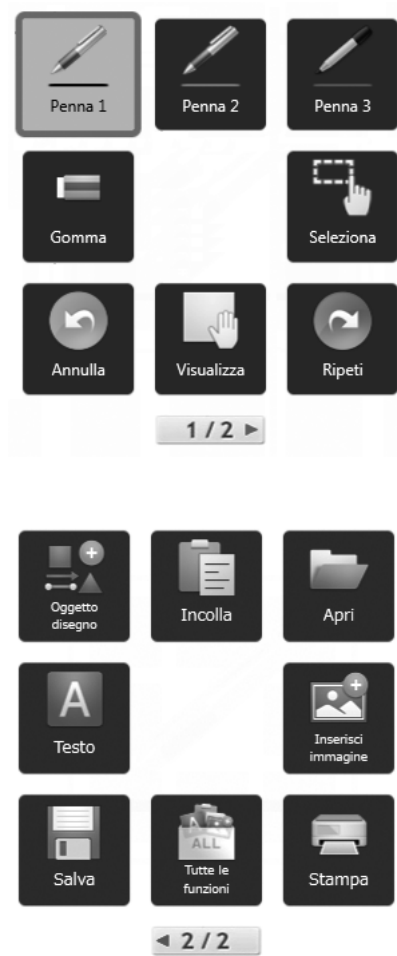 Penna 1
Penna 2
Penna 3
Gomma
Seleziona
Annulla
Visualizza
Ripeti
1 / 2
Oggetto
disegno
Incolla
Apri
A
Testo
Inserisci
immagine
Salva
ALL
Tutte le
funzioni
Stampa
2 / 2